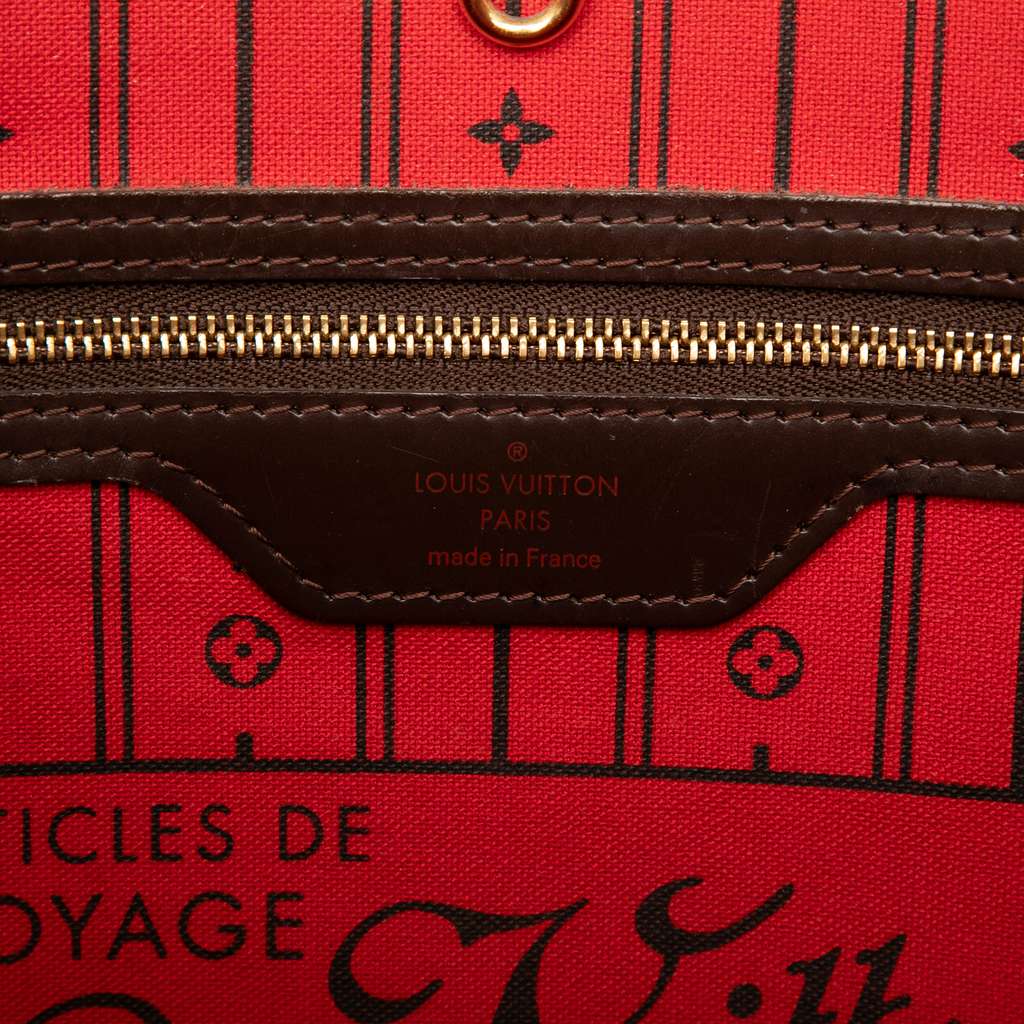 ®
LOUIS VUITTON
PARIS
made in France
TICLES DE
OYAGE